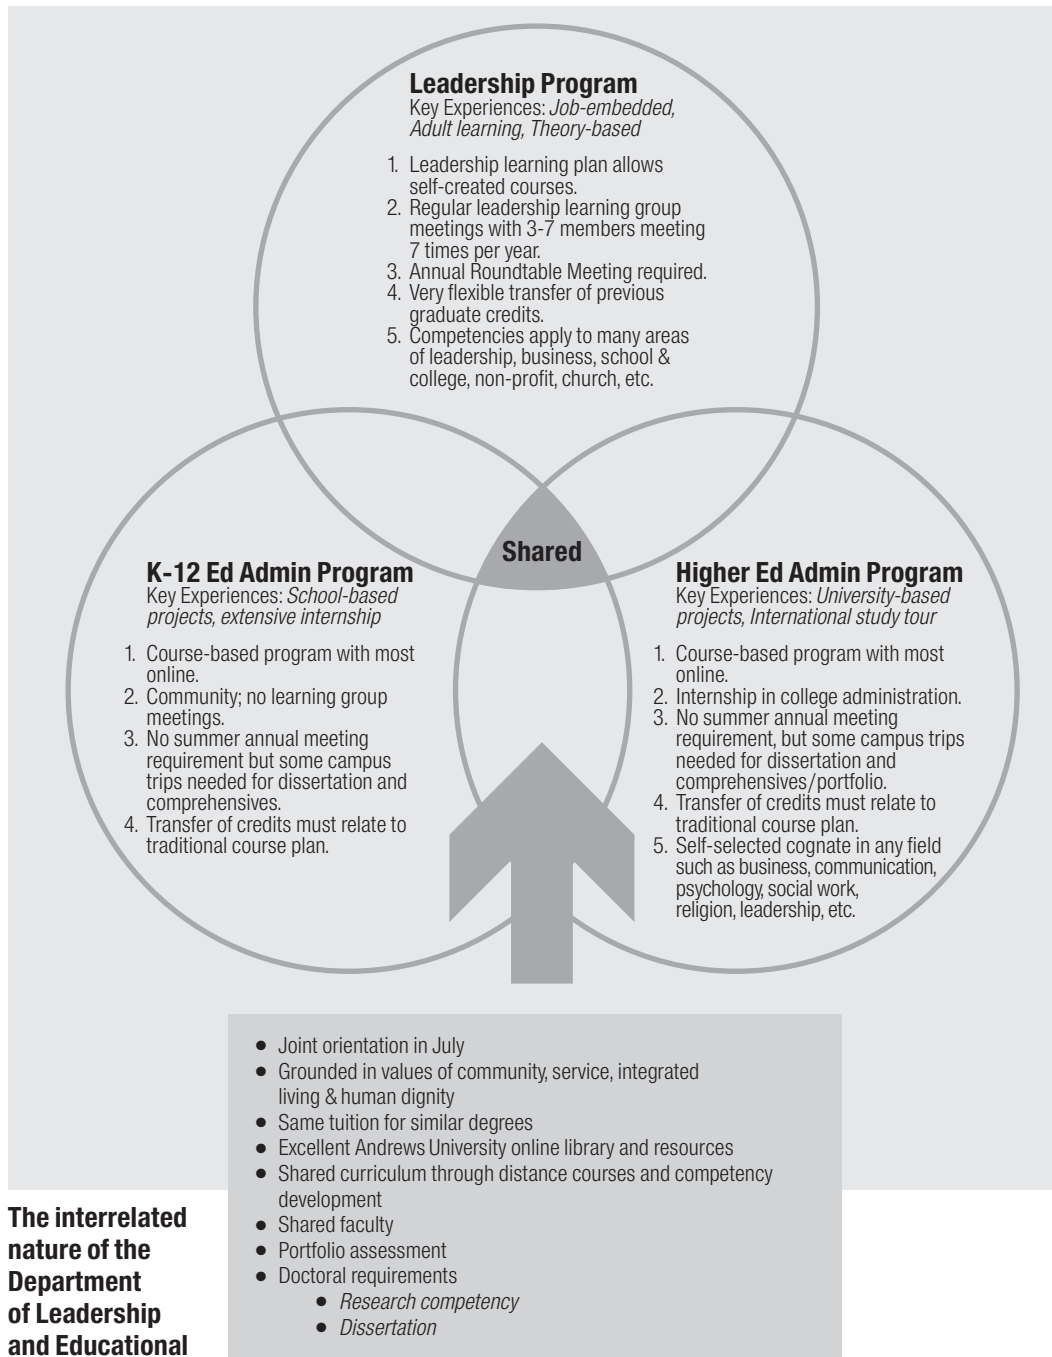 Leadership Program
Key Experiences: Job-embedded,
Adult learning, Theory-based
1. Leadership learning plan allows
self-created courses.
2. Regular leadership learning group
meetings with 3-7 members meeting
7 times per year.
3. Annual Roundtable Meeting required.
4. Very flexible transfer of previous
graduate credits.
5. Competencies apply to many areas
of leadership, business, school &
college, non-profit, church, etc.
Shared
K-12 Ed Admin Program
Key Experiences: School-based
projects, extensive internship
1. Course-based program with most
online.
2. Community; no learning group
meetings.
3. No summer annual meeting
requirement but some campus
trips needed for dissertation and
comprehensives.
4. Transfer of credits must relate to
traditional course plan.
Higher Ed Admin Program
Key Experiences: University-based
projects, International study tour
1. Course-based program with most
online.
2. Internship in college administration.
3. No summer annual meeting
requirement, but some campus trips
needed for dissertation and
comprehensives/portfolio.
4. Transfer of credits must relate to
traditional course plan.
5. Self-selected cognate in any field
such as business, communication,
psychology, social work,
religion, leadership, etc.
• Joint orientation in July
• Grounded in values of community, service, integrated
living & human dignity
• Same tuition for similar degrees
• Excellent Andrews University online library and resources
• Shared curriculum through distance courses and competency
development
• Shared faculty
• Portfolio assessment
• Doctoral requirements
• Research competency
• Dissertation
The interrelated
nature of the
Department
of Leadership
and Educational